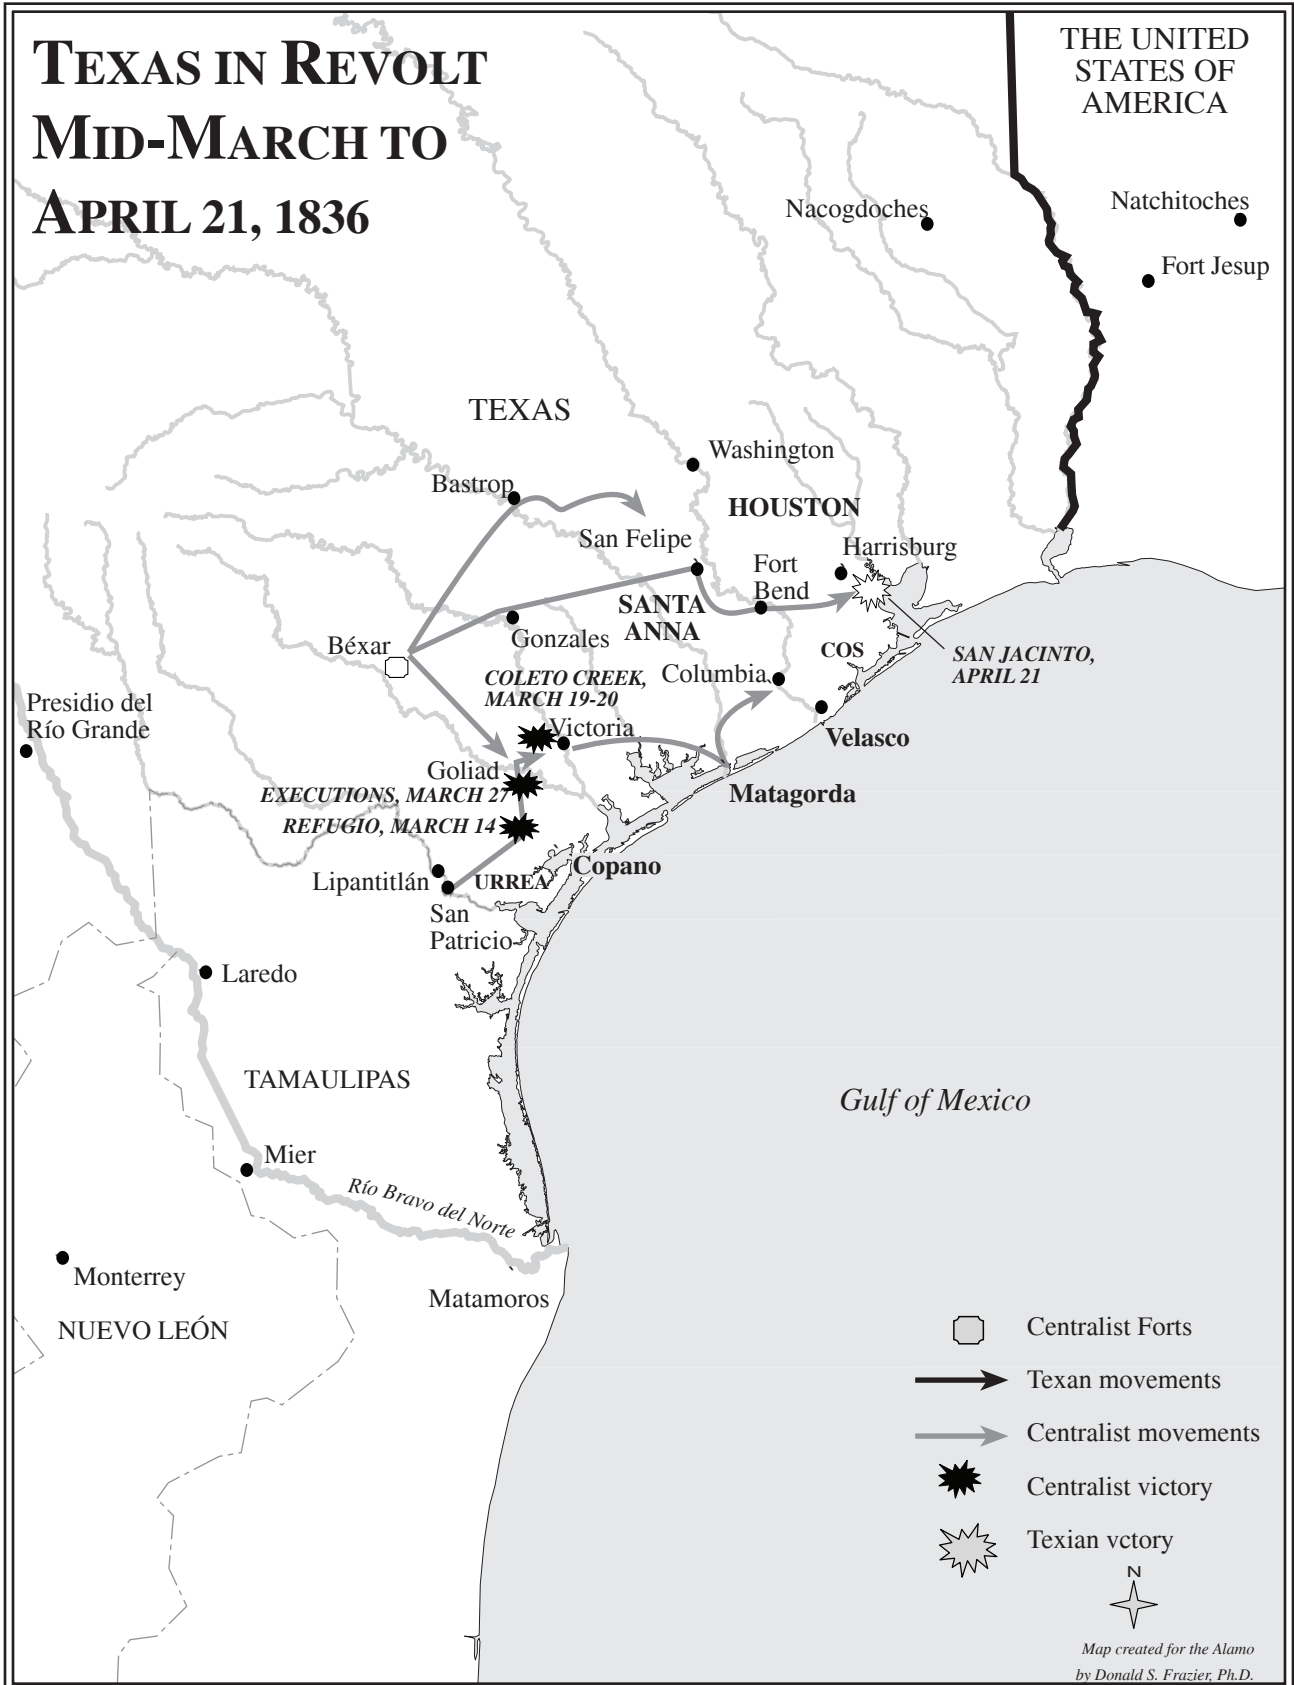 TEXAS IN REVOLT
MID-MARCH TO
APRIL 21, 1836
THE UNITED
STATES OF
AMERICA
Nacogdoches
Natchitoches
Fort Jesup
TEXAS
Washington
Bastrop
HOUSTON
San Felipe
Harrisburg
Fort
Bend
SANTA
ANNA
Gonzales
Béxar
COS
SAN JACINTO,
APRIL 21
COLETO CREEK,
MARCH 19-20
Columbia
Presidio del
Río Grande
Victoria
Velasco
Goliad
EXECUTIONS, MARCH 27
Matagorda
REFUGIO, MARCH 14
Copano
Lipantitlán
URREA
San
Patricio
Laredo
TAMAULIPAS
Gulf of Mexico
Mier
Río Bravo del Norte
Monterrey
Matamoros
NUEVO LEÓN
Centralist Forts
Texan movements
Centralist movements
Centralist victory
Texian vctory
N
Map created for the Alamo
by Donald S. Frazier, Ph.D.